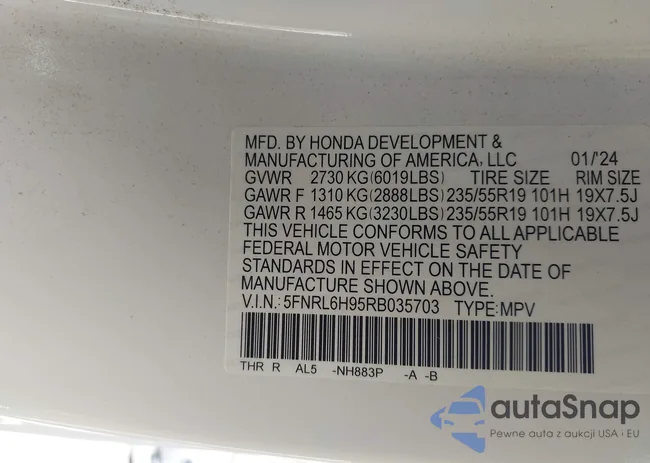 MFD. BY HONDA DEVELOPMENT &
MANUFACTURING OF AMERICA, LLC 01/'24
GVWR 2730 KG(6019LBS) TIRE SIZE RIM SIZE
GAWR F 1310 KG(2888LBS) 235/55R19 101H 19X7.5J
GAWR R 1465 KG(3230LBS) 235/55R19 101H 19X7.5J
THIS VEHICLE CONFORMS TO ALL APPLICABLE
FEDERAL MOTOR VEHICLE SAFETY
STANDARDS IN EFFECT ON THE DATE OF
MANUFACTURE SHOWN ABOVE.
V.I.N.: 5FNRL6H95RB035703 TYPE:MPV
THR R AL5 -NH883P -A -B
autaSnap
Pewne auta z aukcji USA i EU